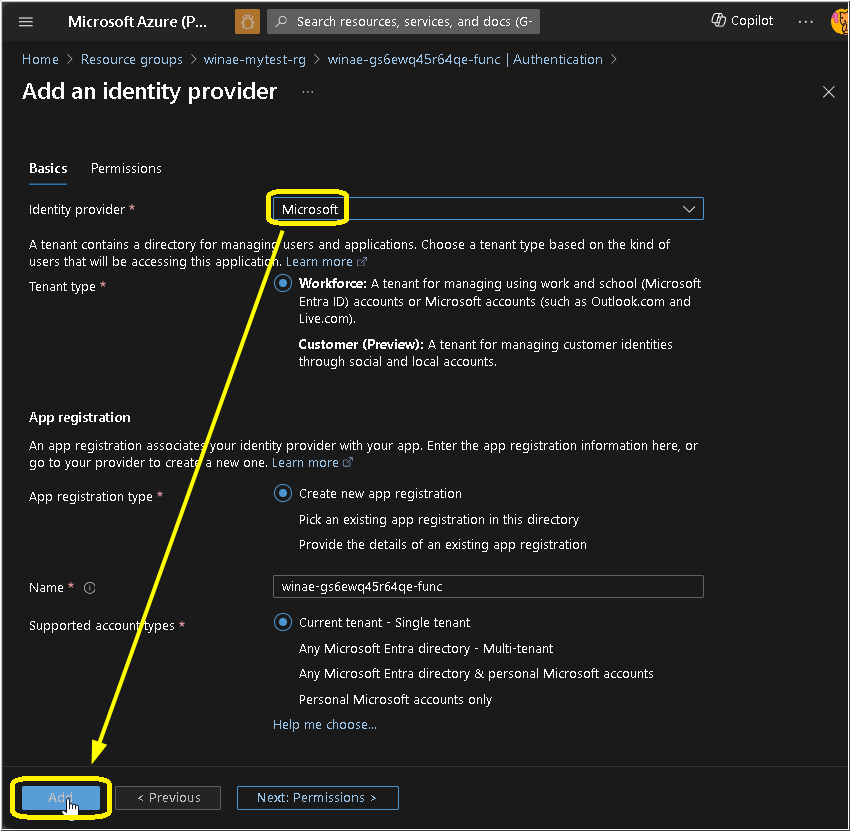 Microsoft Azure (P...
Search resources, services, and docs (G-
Copilot
...
Home > Resource groups > winae-mytest-rg > winae-gs6ewq45r64qe-func | Authentication >
Add an identity provider ...
Basics
Permissions
Identity provider *
Microsoft
A tenant contains a directory for managing users and applications. Choose a tenant type based on the kind of
users that will be accessing this application. Learn more
Tenant type *
Workforce: A tenant for managing using work and school (Microsoft
Entra ID) accounts or Microsoft accounts (such as Outlook.com and
Live.com).
Customer (Preview): A tenant for managing customer identities
through social and local accounts.
App registration
An app registration associates your identity provider with your app. Enter the app registration information here, or
go to your provider to create a new one. Learn more
App registration type *
Create new app registration
Pick an existing app registration in this directory
Provide the details of an existing app registration
Name *
winae-gs6ewq45r64qe-func
Supported account types *
Current tenant - Single tenant
Any Microsoft Entra directory - Multi-tenant
Any Microsoft Entra directory & personal Microsoft accounts
Personal Microsoft accounts only
Help me choose...
Add
< Previous
Next: Permissions >